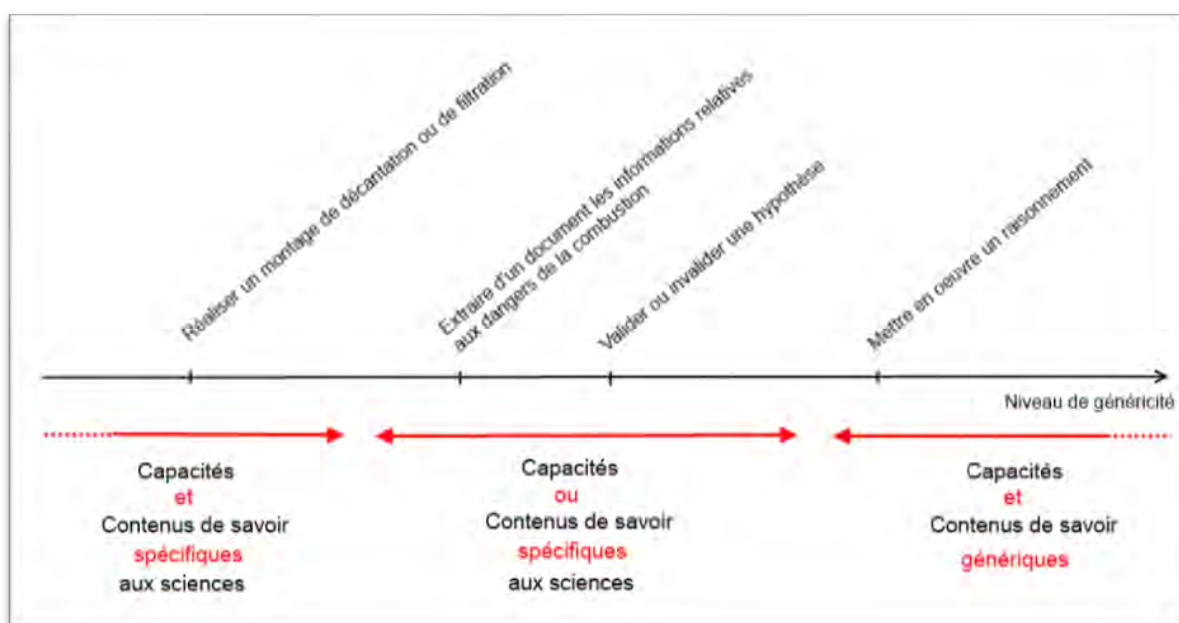 Réaliser un montage de décantation ou de filtration
Extraire d'un document les informations relatives
aux dangers de la combustion
Valider ou invalider une hypothèse
Mettre en oeuvre un raisonnement
Niveau de généricité
Capacités
et
Contenus de savoir
spécifiques
aux sciences
Capacités
ou
Contenus de savoir
spécifiques
aux sciences
Capacités
et
Contenus de savoir
génériques